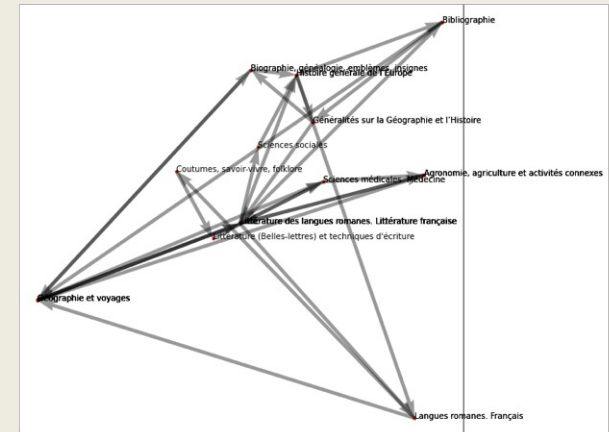 Bibliographie
Biographie, généalogie, emblèmes, insignes
Histoire générale de l'Europe
Généralités sur la Géographie et l'Histoire
Sciences sociales
Coutumes, savoir-vivre, folklore
Agronomie, agriculture et activités connexes
Sciences médicales. Médecine
Littérature des langues romanes. Littérature française
Littérature (Belles-lettres) et techniques d'écriture
Géographie et voyages
Langues romanes. Français